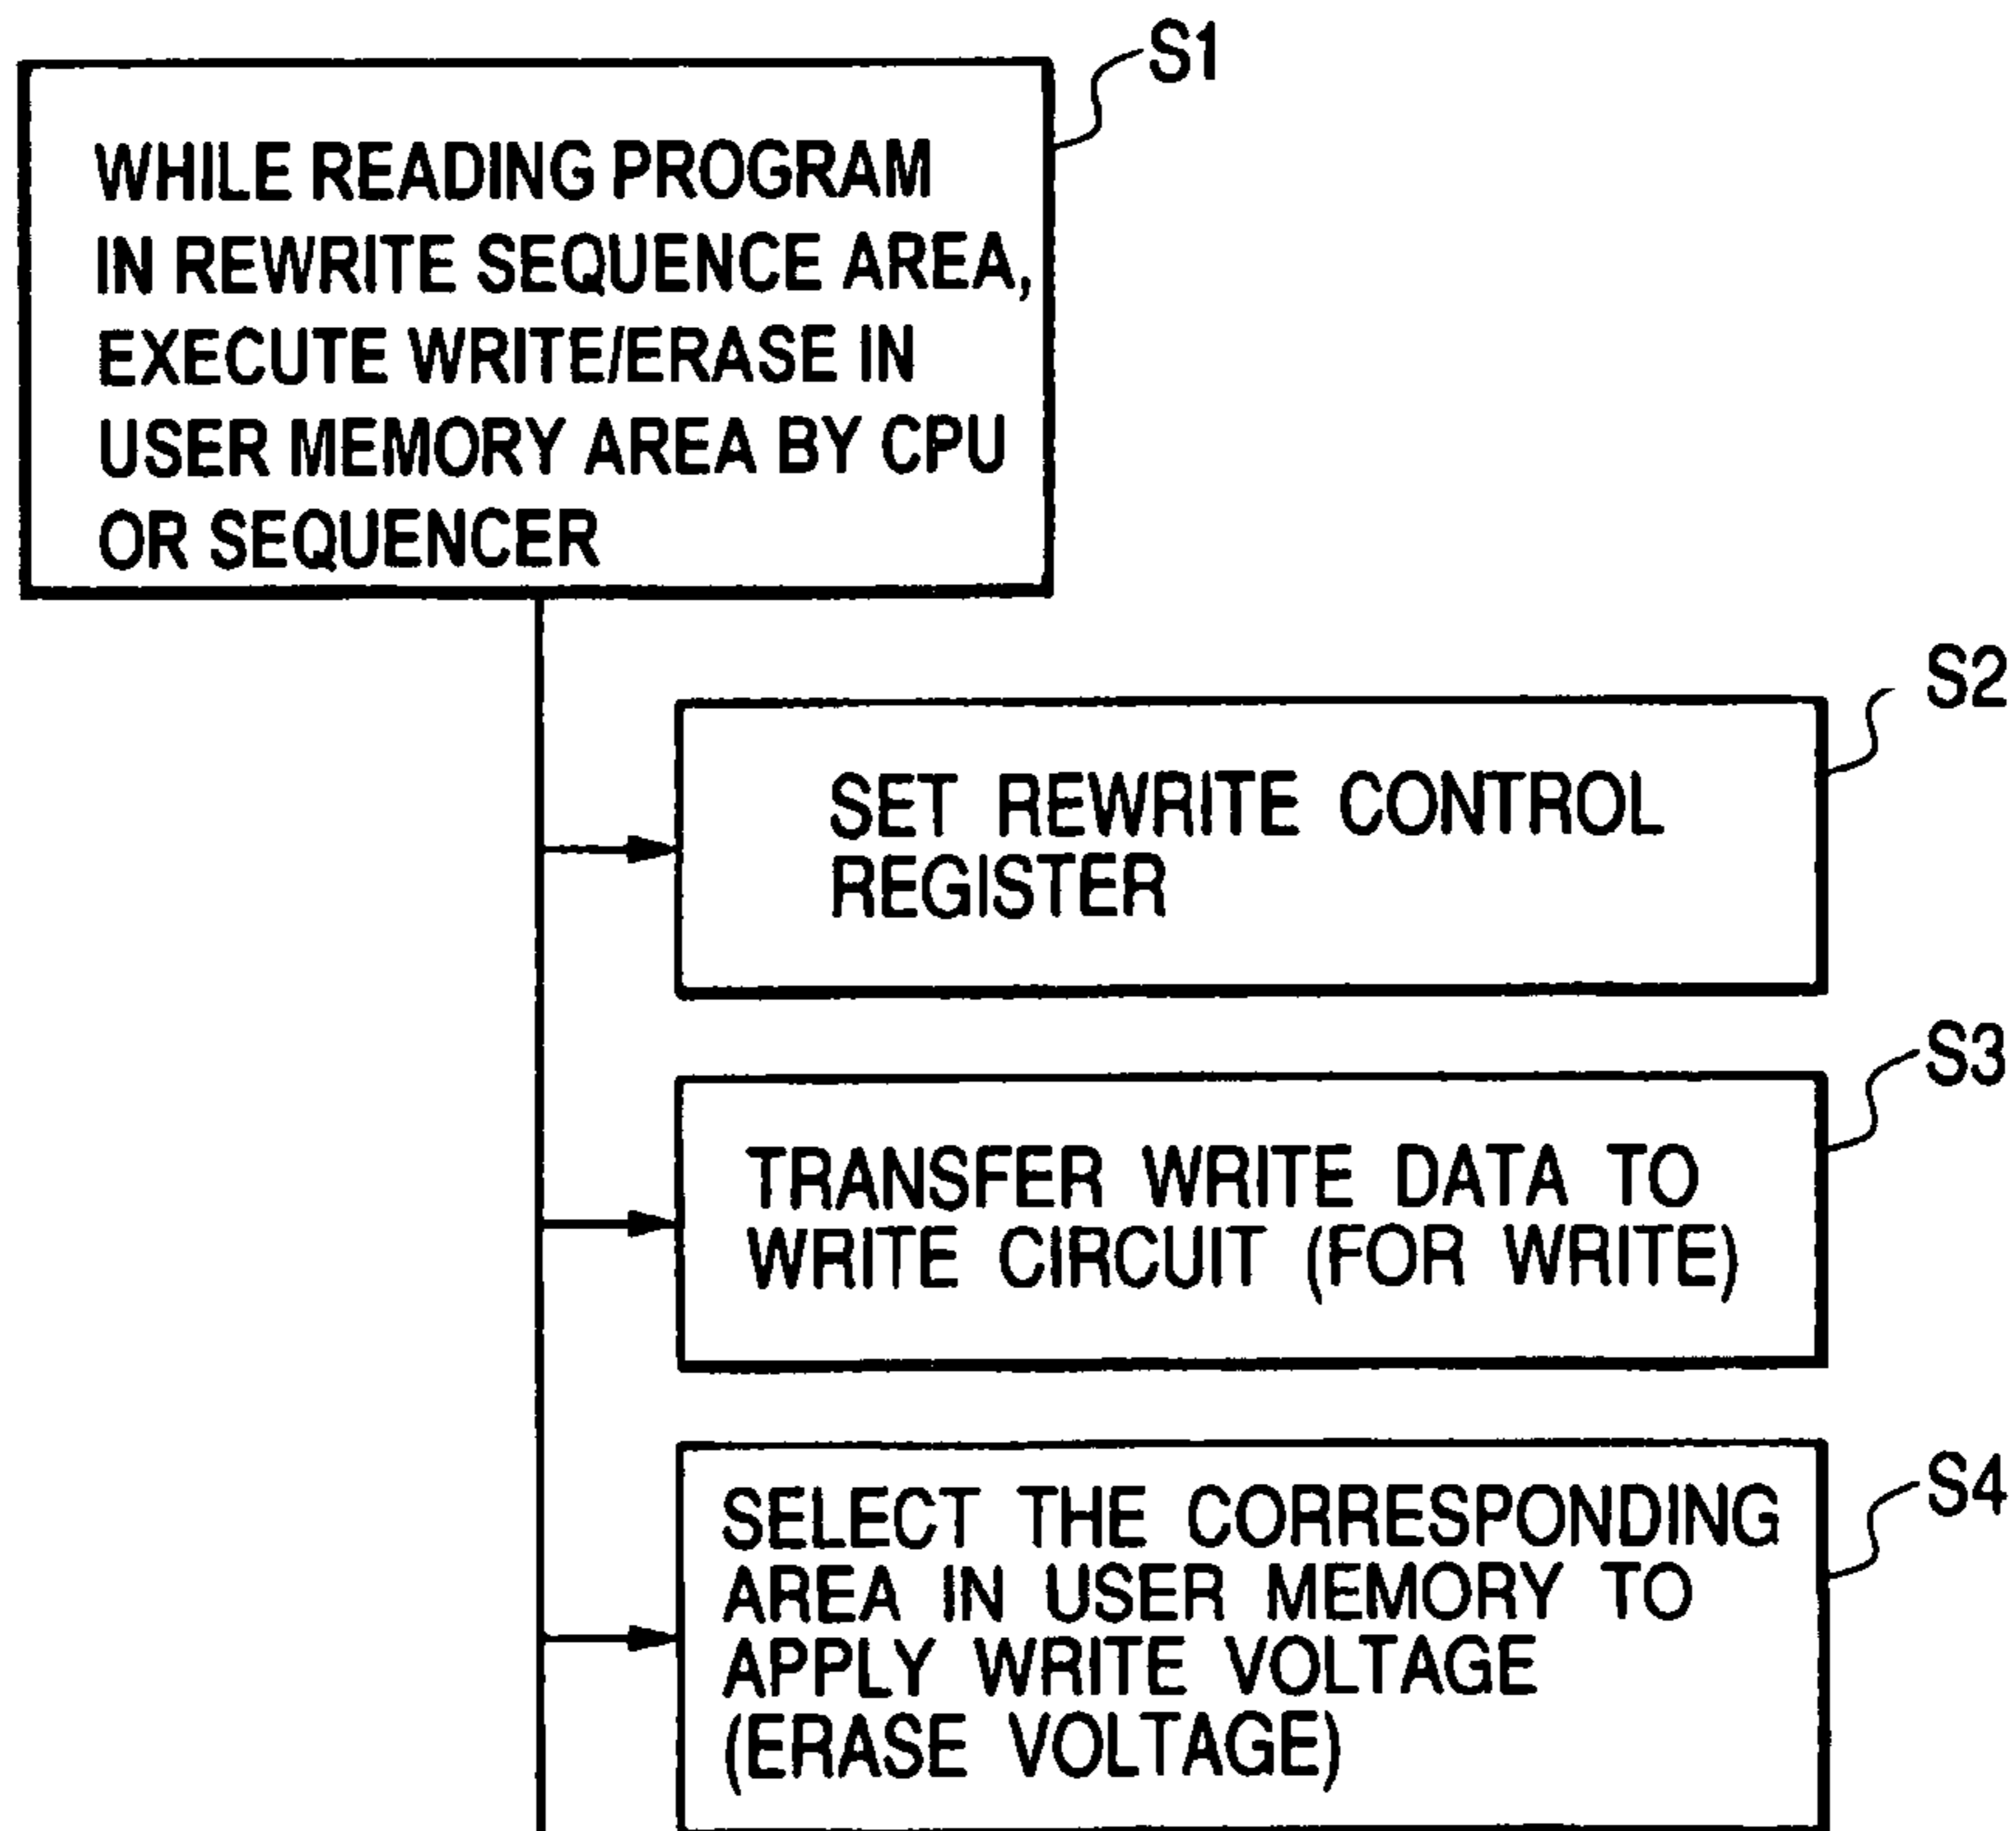 S1
WHILE READING PROGRAM
IN REWRITE SEQUENCE AREA,
EXECUTE WRITE/ERASE IN
USER MEMORY AREA BY CPU
OR SEQUENCER
S2
SET REWRITE CONTROL
REGISTER
S3
TRANSFER WRITE DATA TO
WRITE CIRCUIT (FOR WRITE)
S4
SELECT THE CORRESPONDING
AREA IN USER MEMORY TO
APPLY WRITE VOLTAGE
(ERASE VOLTAGE)